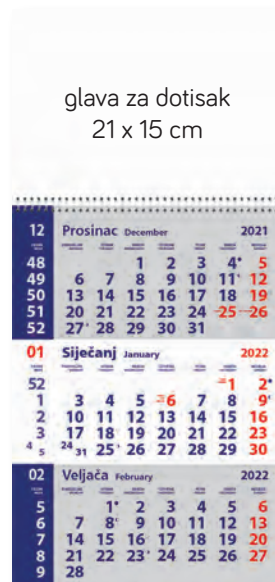 glava za dotisak
21 x 15 cm
12 Prosinac December 2021
48 1 2 3 4 5
49 6 7 8 9 10 11 12
50 13 14 15 16 17 18 19
51 20 21 22 23 24 25 26
52 27 28 29 30 31
01 Siječanj January 2022
52 1 2
1 3 4 5 6 7 8 9
2 10 11 12 13 14 15 16
3 17 18 19 20 21 22 23
4 5 24 31 25 26 27 28 29 30
02 Veljača February 2022
5 1 2 3 4 5 6
6 7 8 9 10 11 12 13
7 14 15 16 17 18 19 20
8 21 22 23 24 25 26 27
9 28